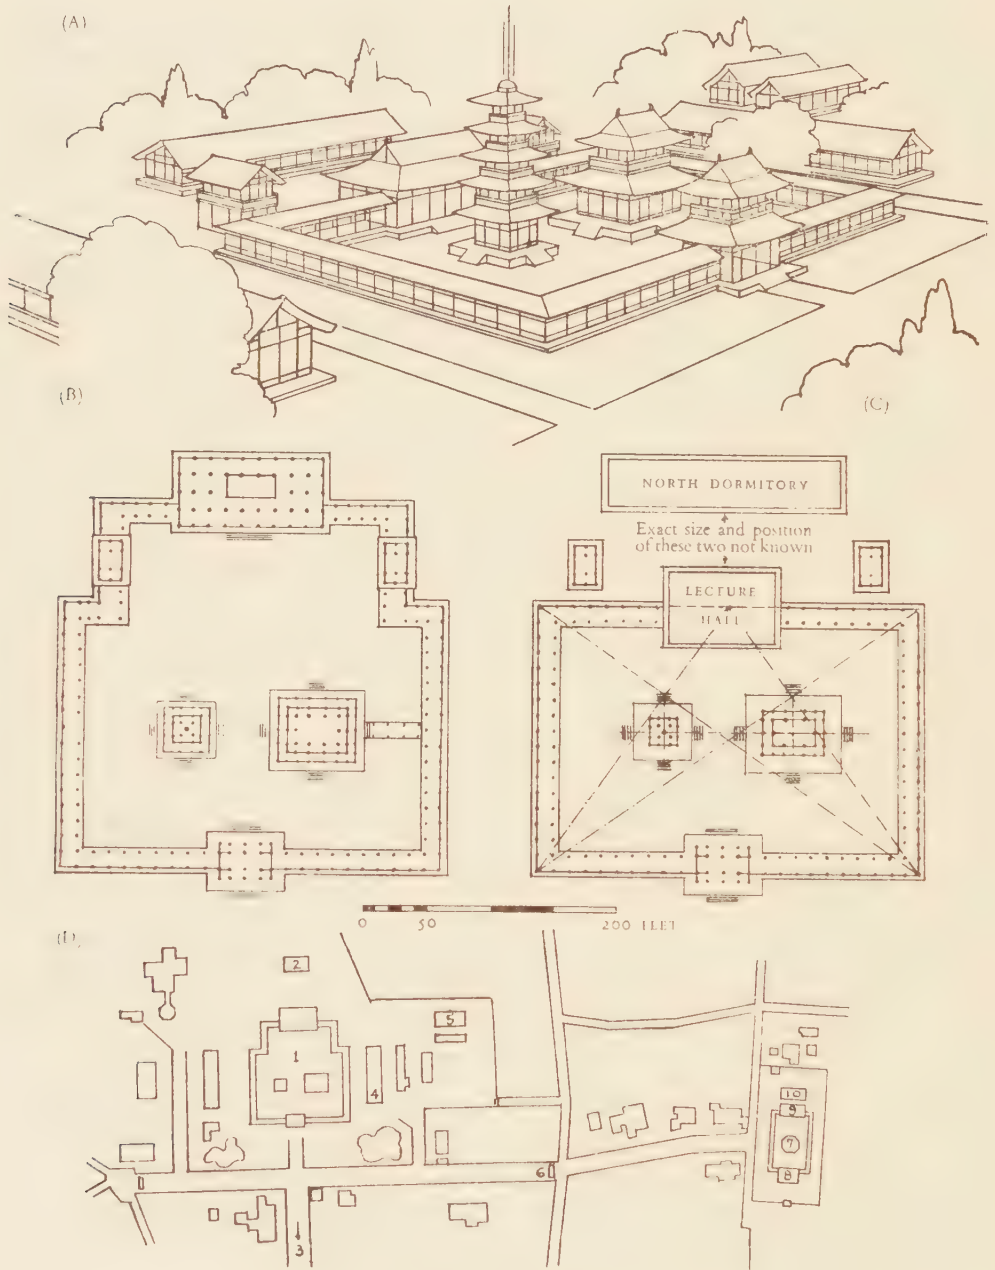 (A)
(B)
(C)
NORTH DORMITORY
Exact size and position
of these two not known
LECTURE
HALL
0 50 200 FEET
(D)
2
5
1
4
10
9
7
6
8
3